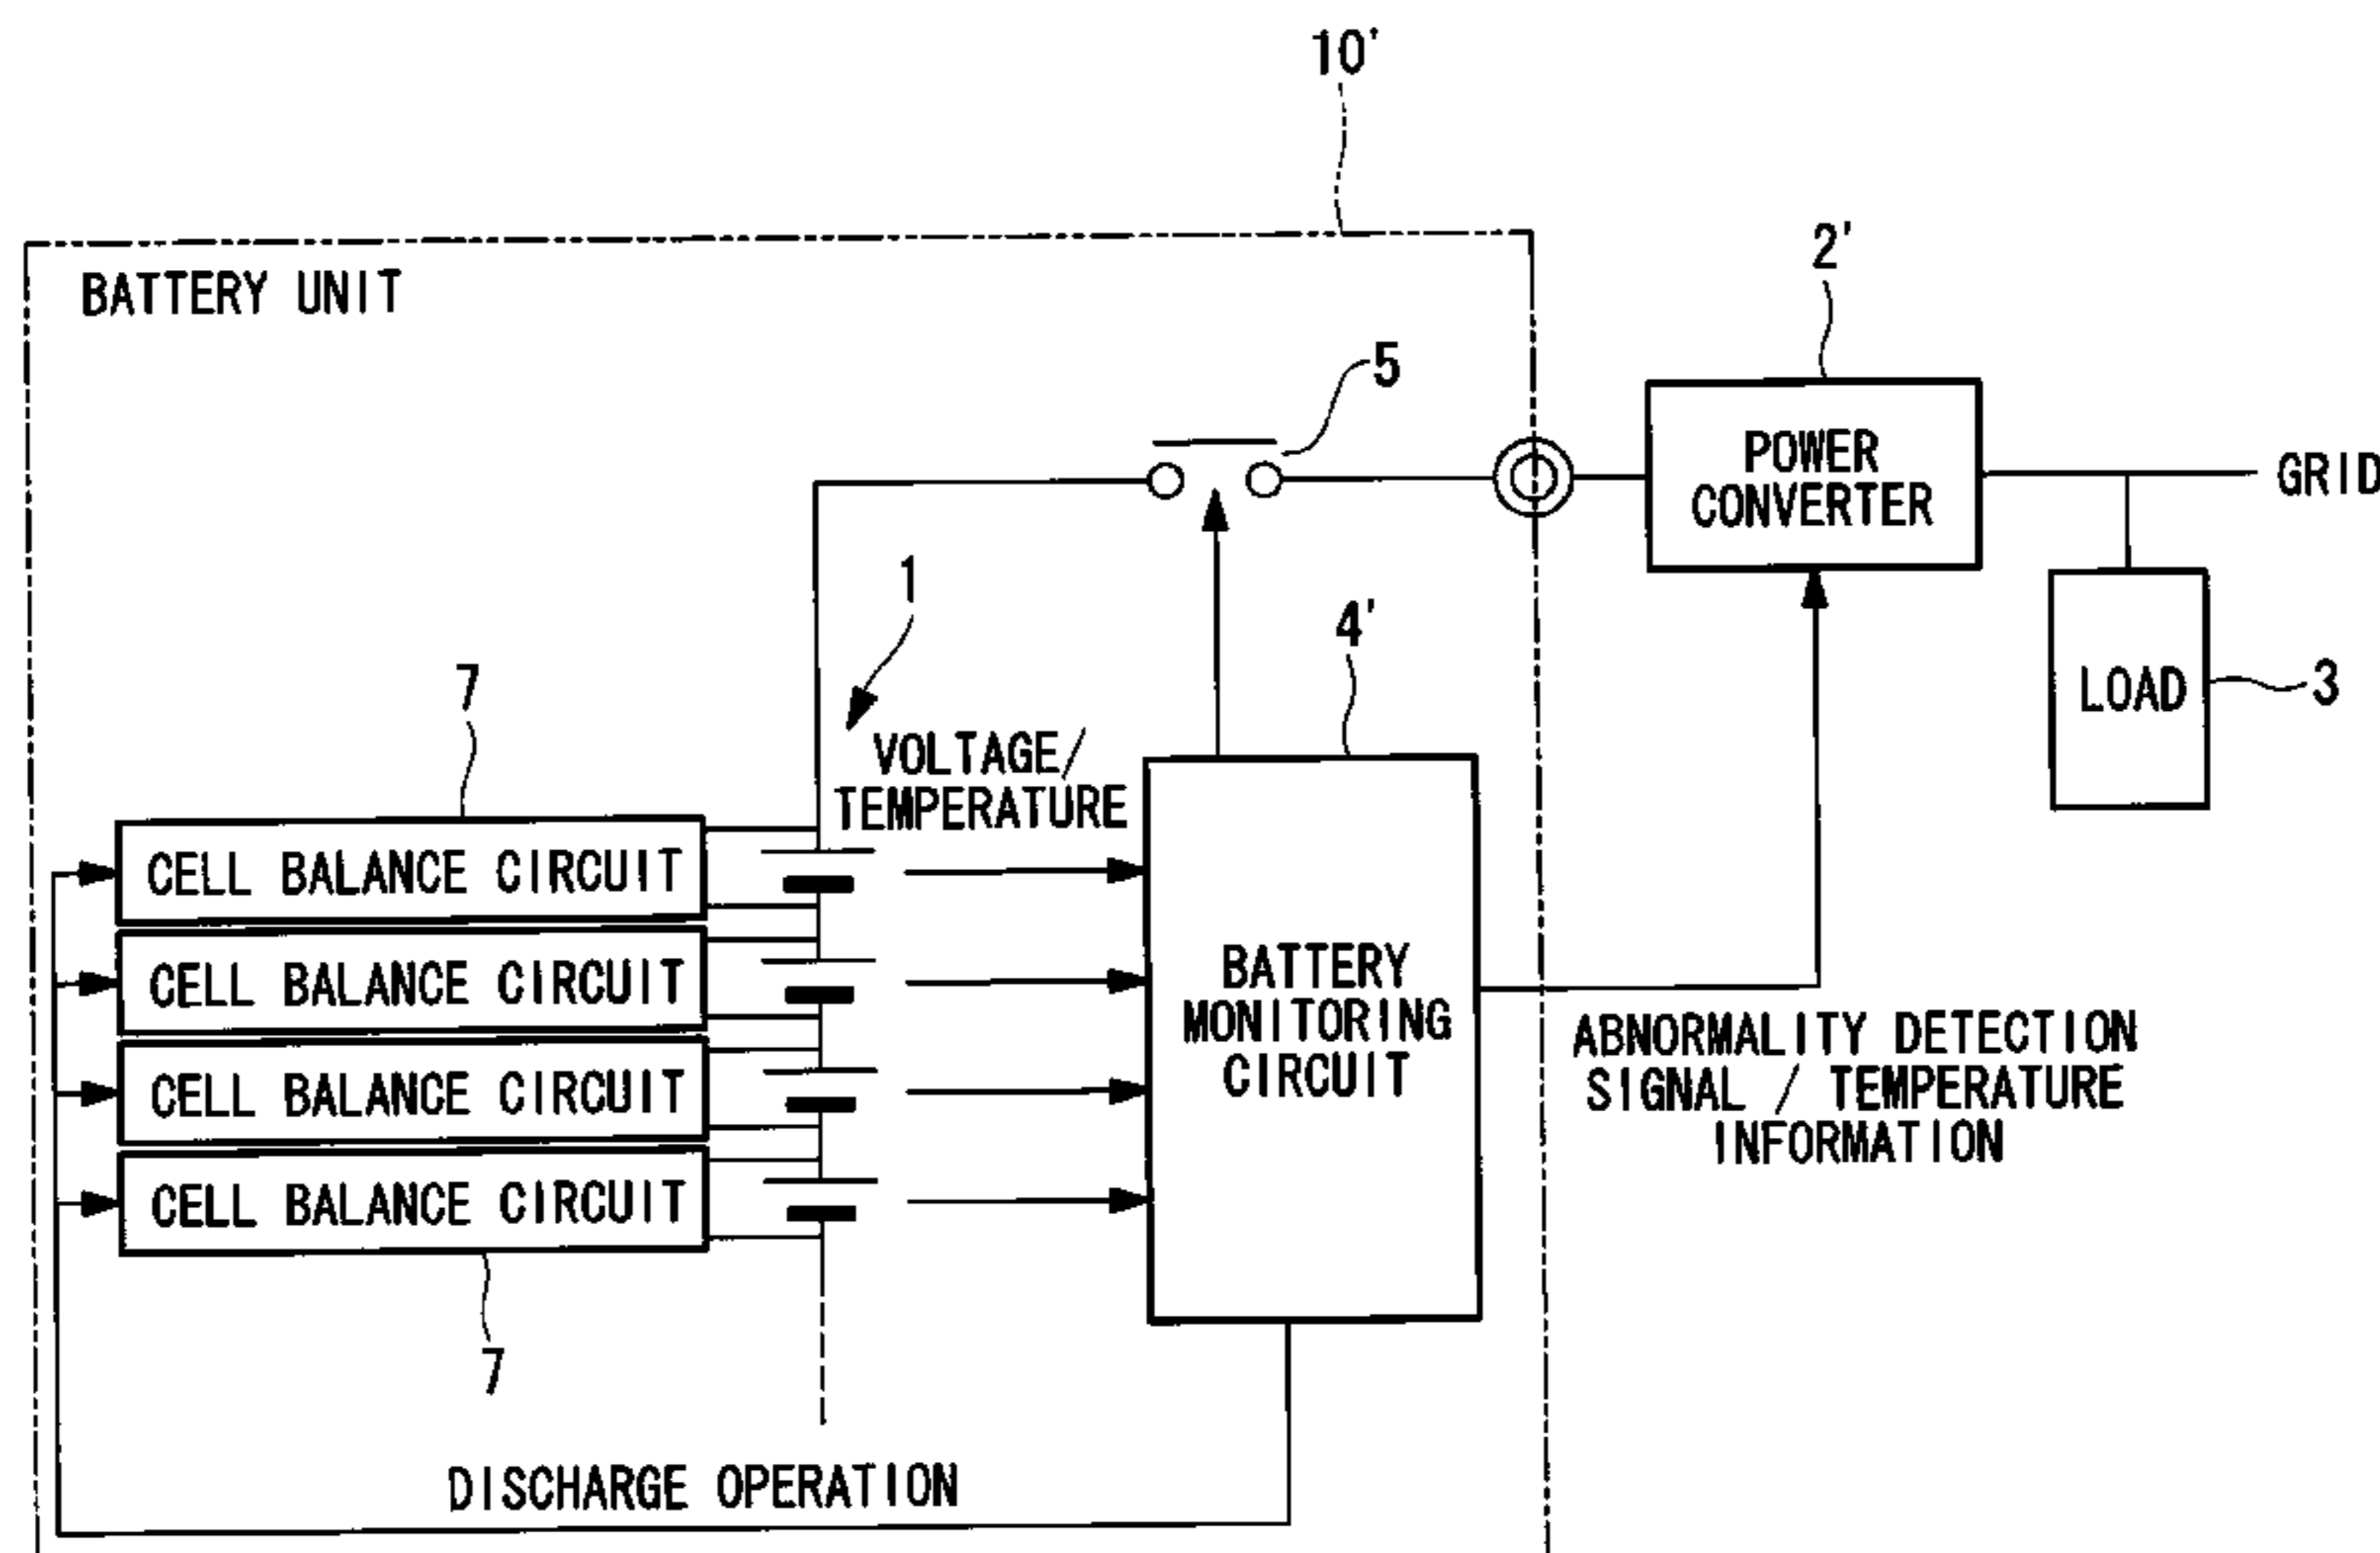 10'
BATTERY UNIT
2'
5
POWER
CONVERTER
GRID
1
4'
LOAD
3
7
VOLTAGE/
TEMPERATURE
CELL BALANCE CIRCUIT
CELL BALANCE CIRCUIT
CELL BALANCE CIRCUIT
CELL BALANCE CIRCUIT
BATTERY
MONITORING
CIRCUIT
ABNORMALITY DETECTION
SIGNAL / TEMPERATURE
INFORMATION
7
DISCHARGE OPERATION